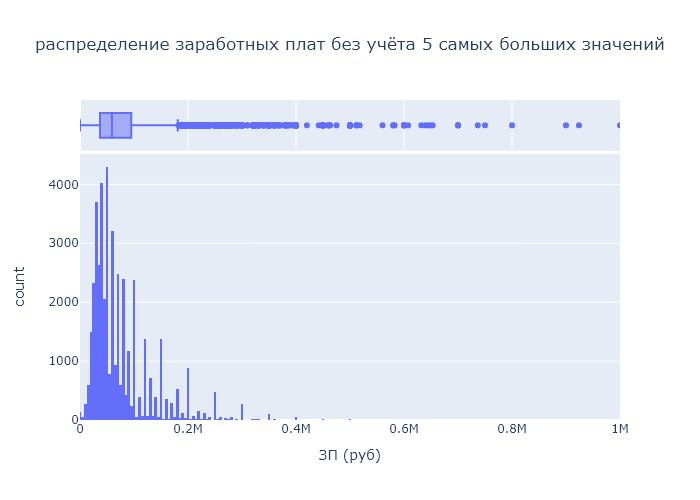 распределение заработных плат без учёта 5 самых больших значений
4000
3000
2000
1000
0
count
0 0.2M 0.4M 0.6M 0.8M 1M
ЗП (руб)